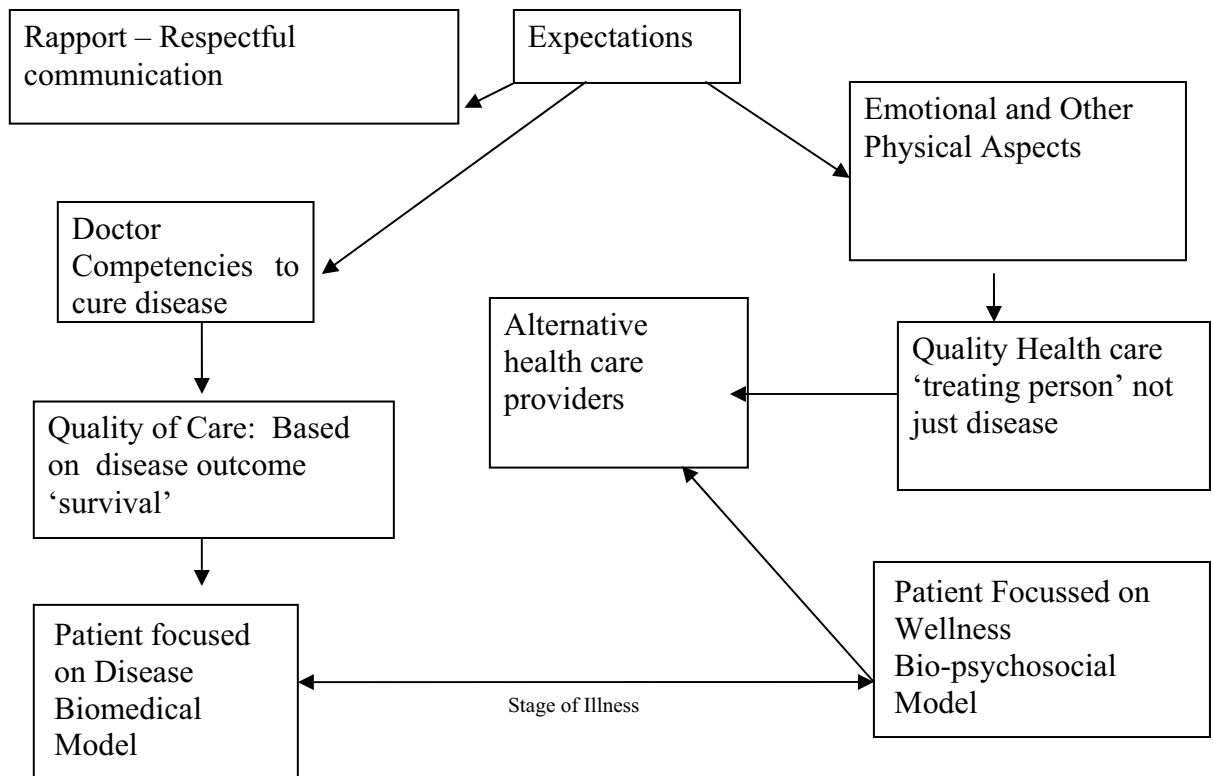 Rapport – Respectful
communication
Expectations
Emotional and Other
Physical Aspects
Doctor
Competencies to
cure disease
Alternative
health care
providers
Quality Health care
‘treating person’ not
just disease
Quality of Care: Based
on disease outcome
‘survival’
Patient focused
on Disease
Biomedical
Model
Stage of Illness
Patient Focussed on
Wellness
Bio-psychosocial
Model